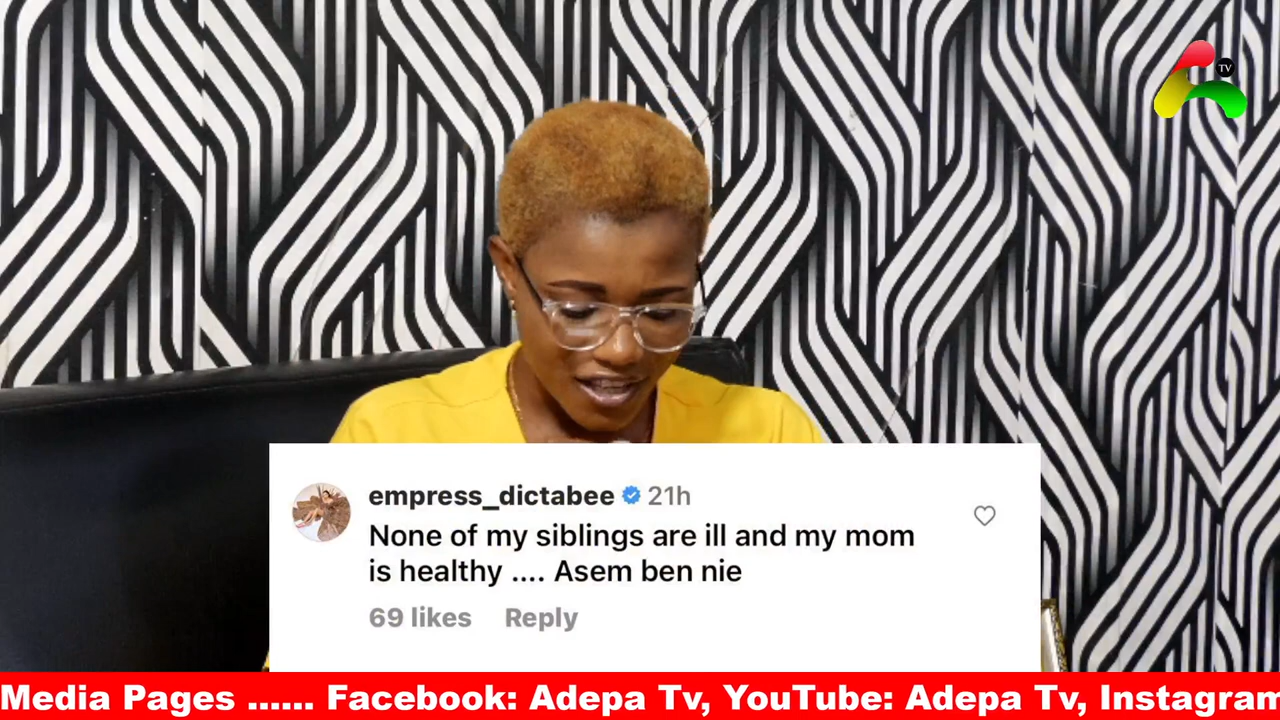 TV
empress_dictabee 21h
None of my siblings are ill and my mom
is healthy .... Asem ben nie
69 likes Reply
Media Pages ...... Facebook: Adepa Tv, YouTube: Adepa Tv, Instagram